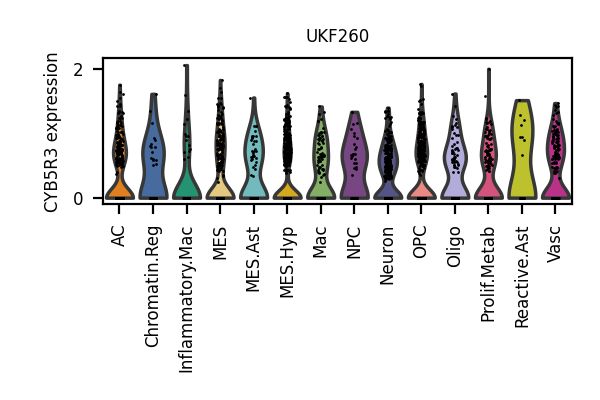 UKF260
CYB5R3 expression
2
0
AC
Chromatin.Reg
Inflammatory.Mac
MES
MES.Ast
MES.Hyp
Mac
NPC
Neuron
OPC
Oligo
Prolif.Metab
Reactive.Ast
Vasc